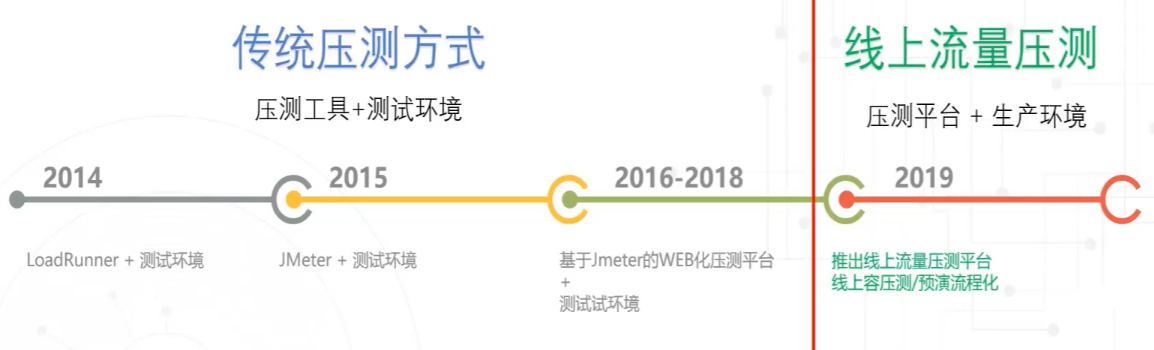 传统压测方式
线上流量压测
压测工具+测试环境
压测平台 + 生产环境
2014
2015
2016-2018
2019
LoadRunner + 测试环境
JMeter + 测试环境
基于Jmeter的WEB化压测平台
+
测试试环境
推出线上流量压测平台
线上容压测/预演流程化